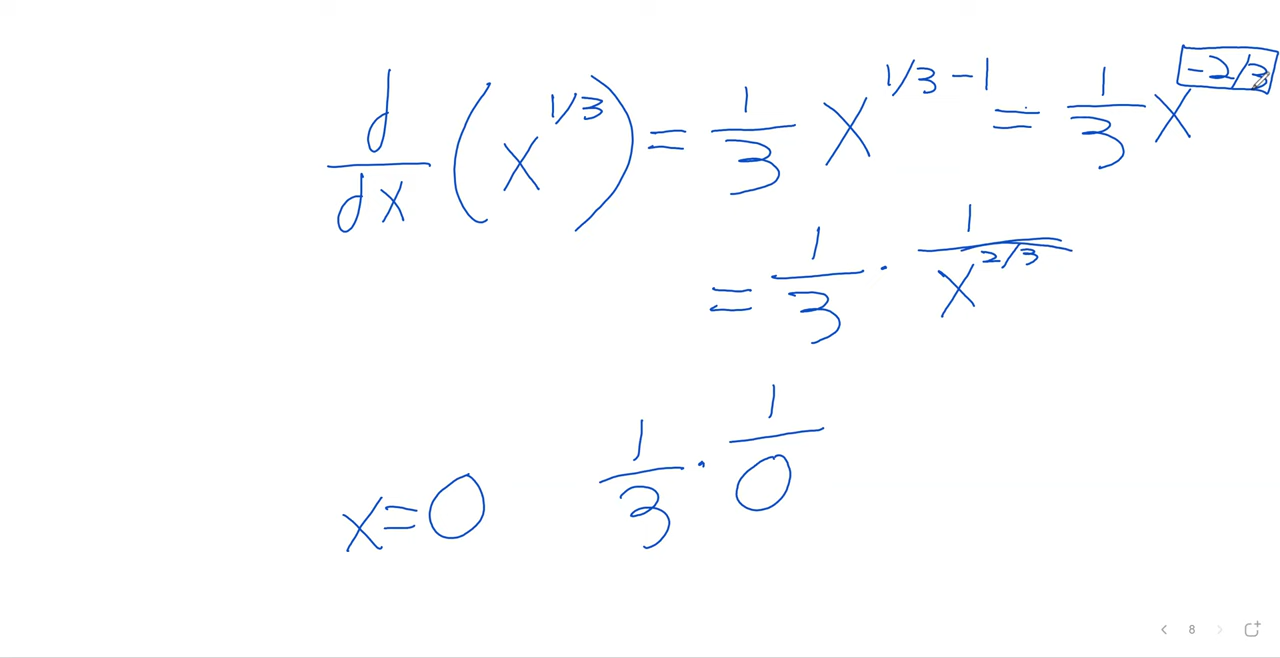 d/dx (x^1/3) = 1/3 x^1/3-1 = 1/3 x^-2/3
= 1/3 · 1/x^2/3
x=0 1/3 · 1/0
8